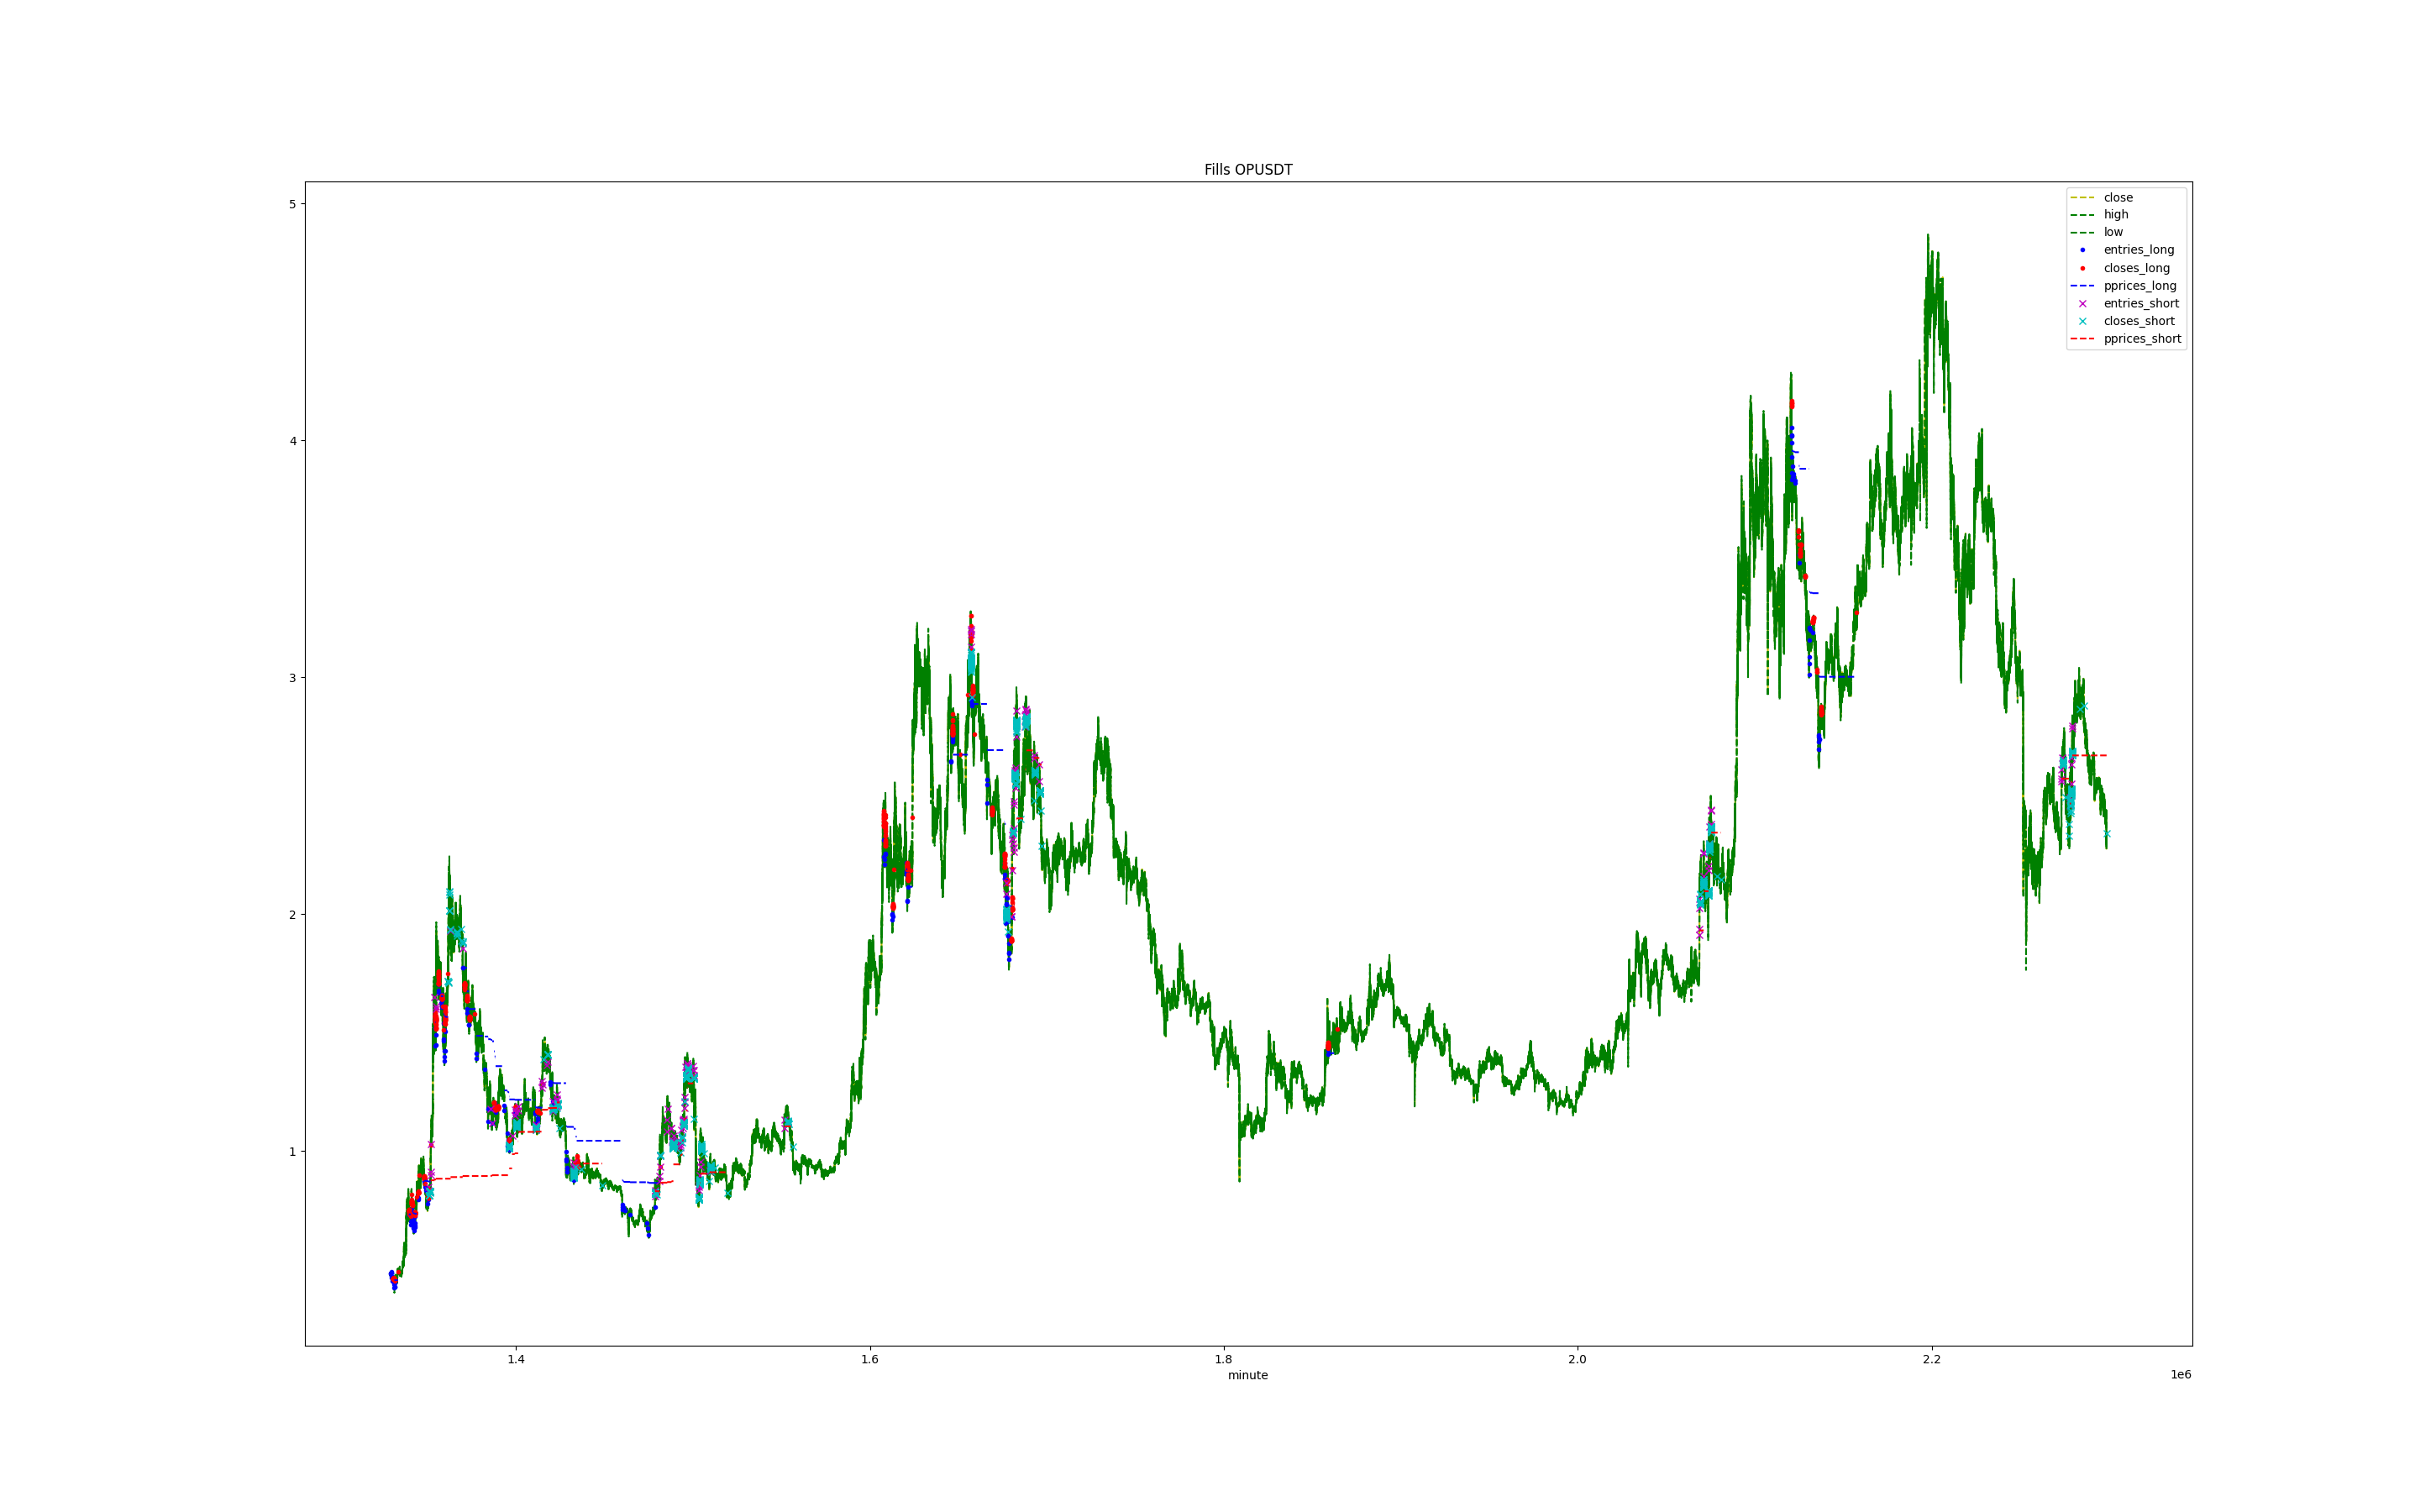 Fills OPUSDT
close
high
low
entries_long
closes_long
pprices_long
entries_short
closes_short
pprices_short
5
4
3
2
1
1.4
1.6
1.8
2.0
2.2
minute
1e6